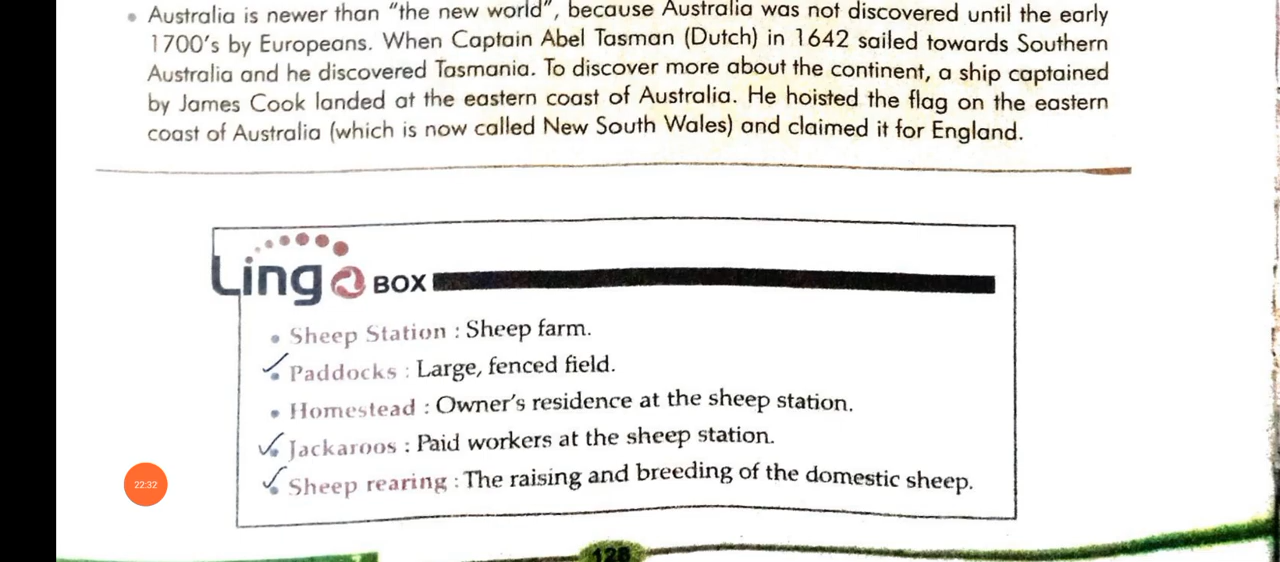 • Australia is newer than "the new world", because Australia was not discovered until the early
1700's by Europeans. When Captain Abel Tasman (Dutch) in 1642 sailed towards Southern
Australia and he discovered Tasmania. To discover more about the continent, a ship captained
by James Cook landed at the eastern coast of Australia. He hoisted the flag on the eastern
coast of Australia (which is now called New South Wales) and claimed it for England.
Lingo BOX
• Sheep Station : Sheep farm.
• Paddocks : Large, fenced field.
• Homestead : Owner's residence at the sheep station.
• Jackaroos : Paid workers at the sheep station.
• Sheep rearing : The raising and breeding of the domestic sheep.
22:32
128